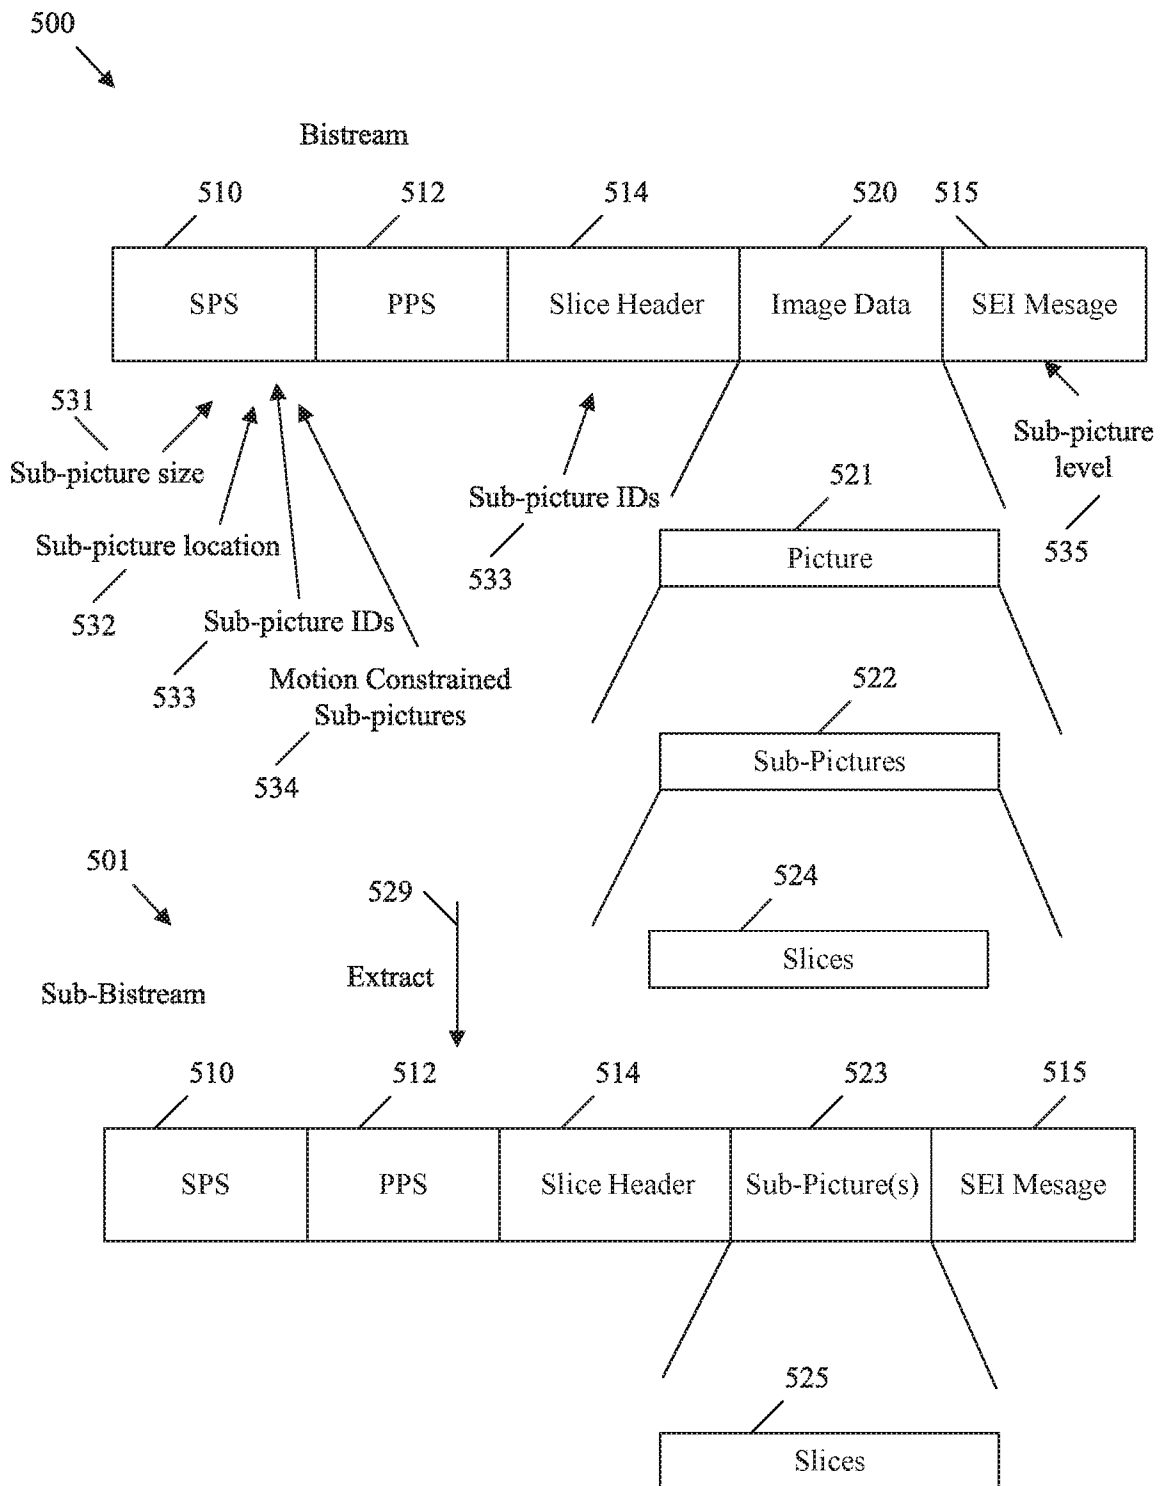 500
Bistream
510 512 514 520 515
SPS PPS Slice Header Image Data SEI Mesage
531
Sub-picture size
Sub-picture location
532
Sub-picture IDs
533
Motion Constrained
Sub-pictures
534
Sub-picture IDs
533
Sub-picture
level
535
521
Picture
522
Sub-Pictures
524
Slices
501
Sub-Bistream
529
Extract
510 512 514 523 515
SPS PPS Slice Header Sub-Picture(s) SEI Mesage
525
Slices